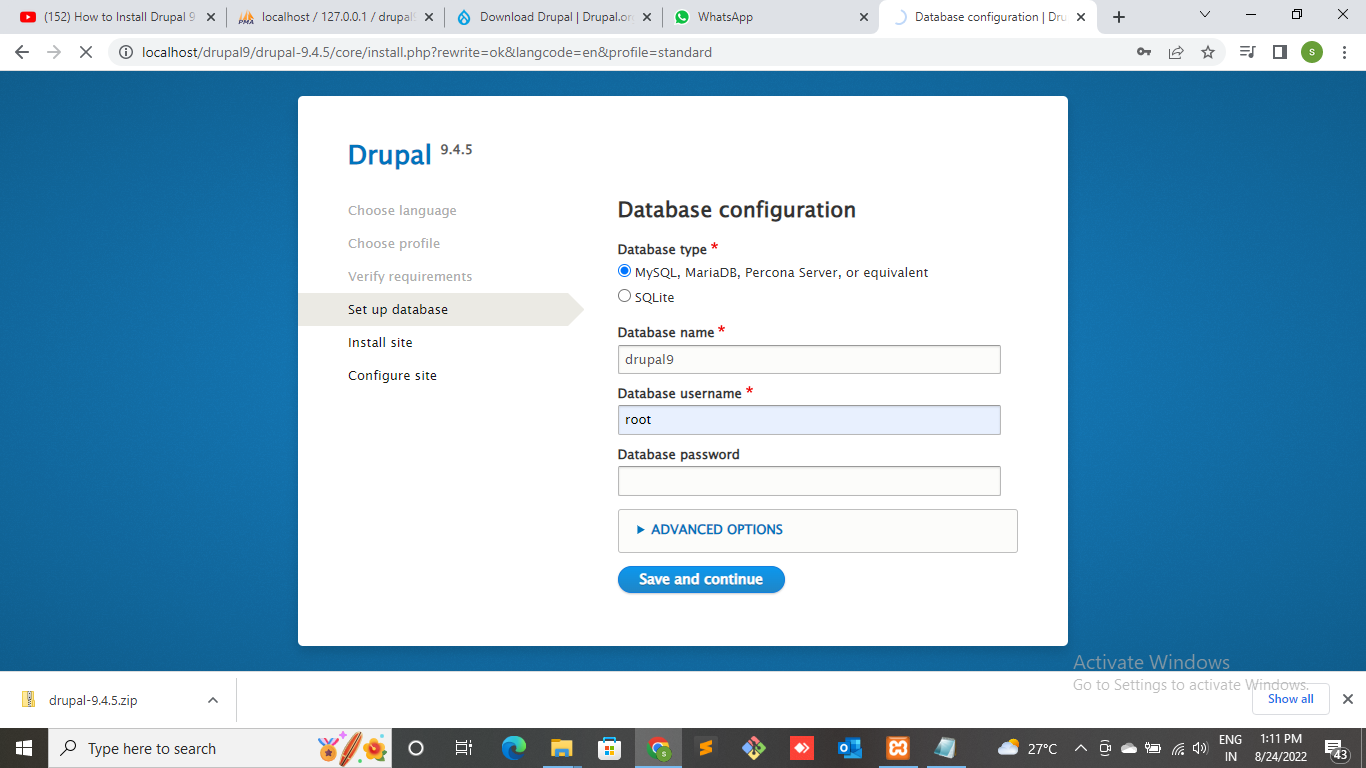 (152) How to Install Drupal 9
localhost / 127.0.0.1 / drupal
Download Drupal | Drupal.or
WhatsApp
Database configuration | Dru
localhost/drupal9/drupal-9.4.5/core/install.php?rewrite=ok&langcode=en&profile=standard
s
Drupal 9.4.5
Choose language
Choose profile
Verify requirements
Set up database
Install site
Configure site
Database configuration
Database type *
MySQL, MariaDB, Percona Server, or equivalent
SQLite
Database name *
drupal9
Database username *
root
Database password
ADVANCED OPTIONS
Save and continue
Activate Windows
Go to Settings to activate Windows.
drupal-9.4.5.zip
Show all
Type here to search
27°C
ENG
IN
1:11 PM
8/24/2022
43